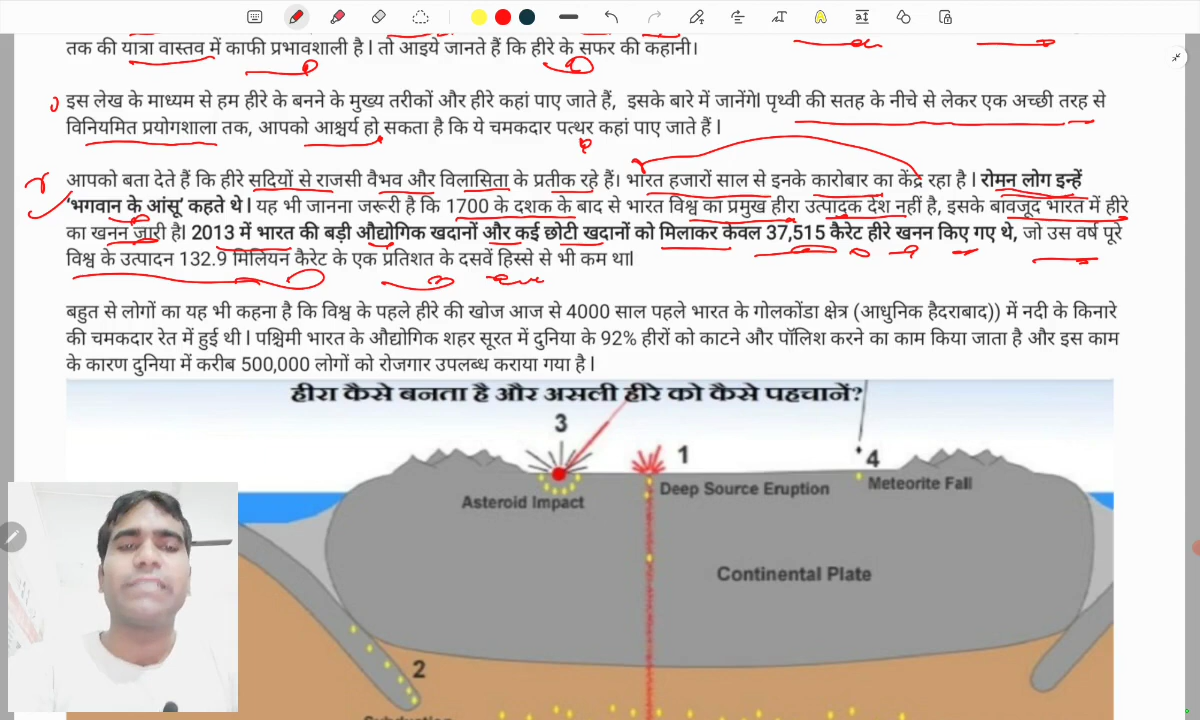 तक की यात्रा वास्तव में काफी प्रभावशाली है l तो आइये जानते हैं कि हीरे के सफर की कहानी।
इस लेख के माध्यम से हम हीरे के बनने के मुख्य तरीकों और हीरे कहां पाए जाते हैं, इसके बारे में जानेंगेl पृथ्वी की सतह के नीचे से लेकर एक अच्छी तरह से
विनियमित प्रयोगशाला तक, आपको आश्चर्य हो सकता है कि ये चमकदार पत्थर कहां पाए जाते हैं l
आपको बता देते हैं कि हीरे सदियों से राजसी वैभव और विलासिता के प्रतीक रहे हैं। भारत हजारों साल से इनके कारोबार का केंद्र रहा है l रोमन लोग इन्हें
'भगवान के आंसू' कहते थे l यह भी जानना जरूरी है कि 1700 के दशक के बाद से भारत विश्व का प्रमुख हीरा उत्पादक देश नहीं है, इसके बावजूद भारत में हीरे
का खनन जारी है। 2013 में भारत की बड़ी औद्योगिक खदानों और कई छोटी खदानों को मिलाकर केवल 37,515 कैरेट हीरे खनन किए गए थे, जो उस वर्ष पूरे
विश्व के उत्पादन 132.9 मिलियन कैरेट के एक प्रतिशत के दसवें हिस्से से भी कम थाl
बहुत से लोगों का यह भी कहना है कि विश्व के पहले हीरे की खोज आज से 4000 साल पहले भारत के गोलकोंडा क्षेत्र (आधुनिक हैदराबाद)) में नदी के किनारे
की चमकदार रेत में हुई थी l पश्चिमी भारत के औद्योगिक शहर सूरत में दुनिया के 92% हीरों को काटने और पॉलिश करने का काम किया जाता है और इस काम
के कारण दुनिया में करीब 500,000 लोगों को रोजगार उपलब्ध कराया गया है l
हीरा कैसे बनता है और असली हीरे को कैसे पहचानें?
3
1
4
Asteroid Impact
Deep Source Eruption
Meteorite Fall
Continental Plate
2